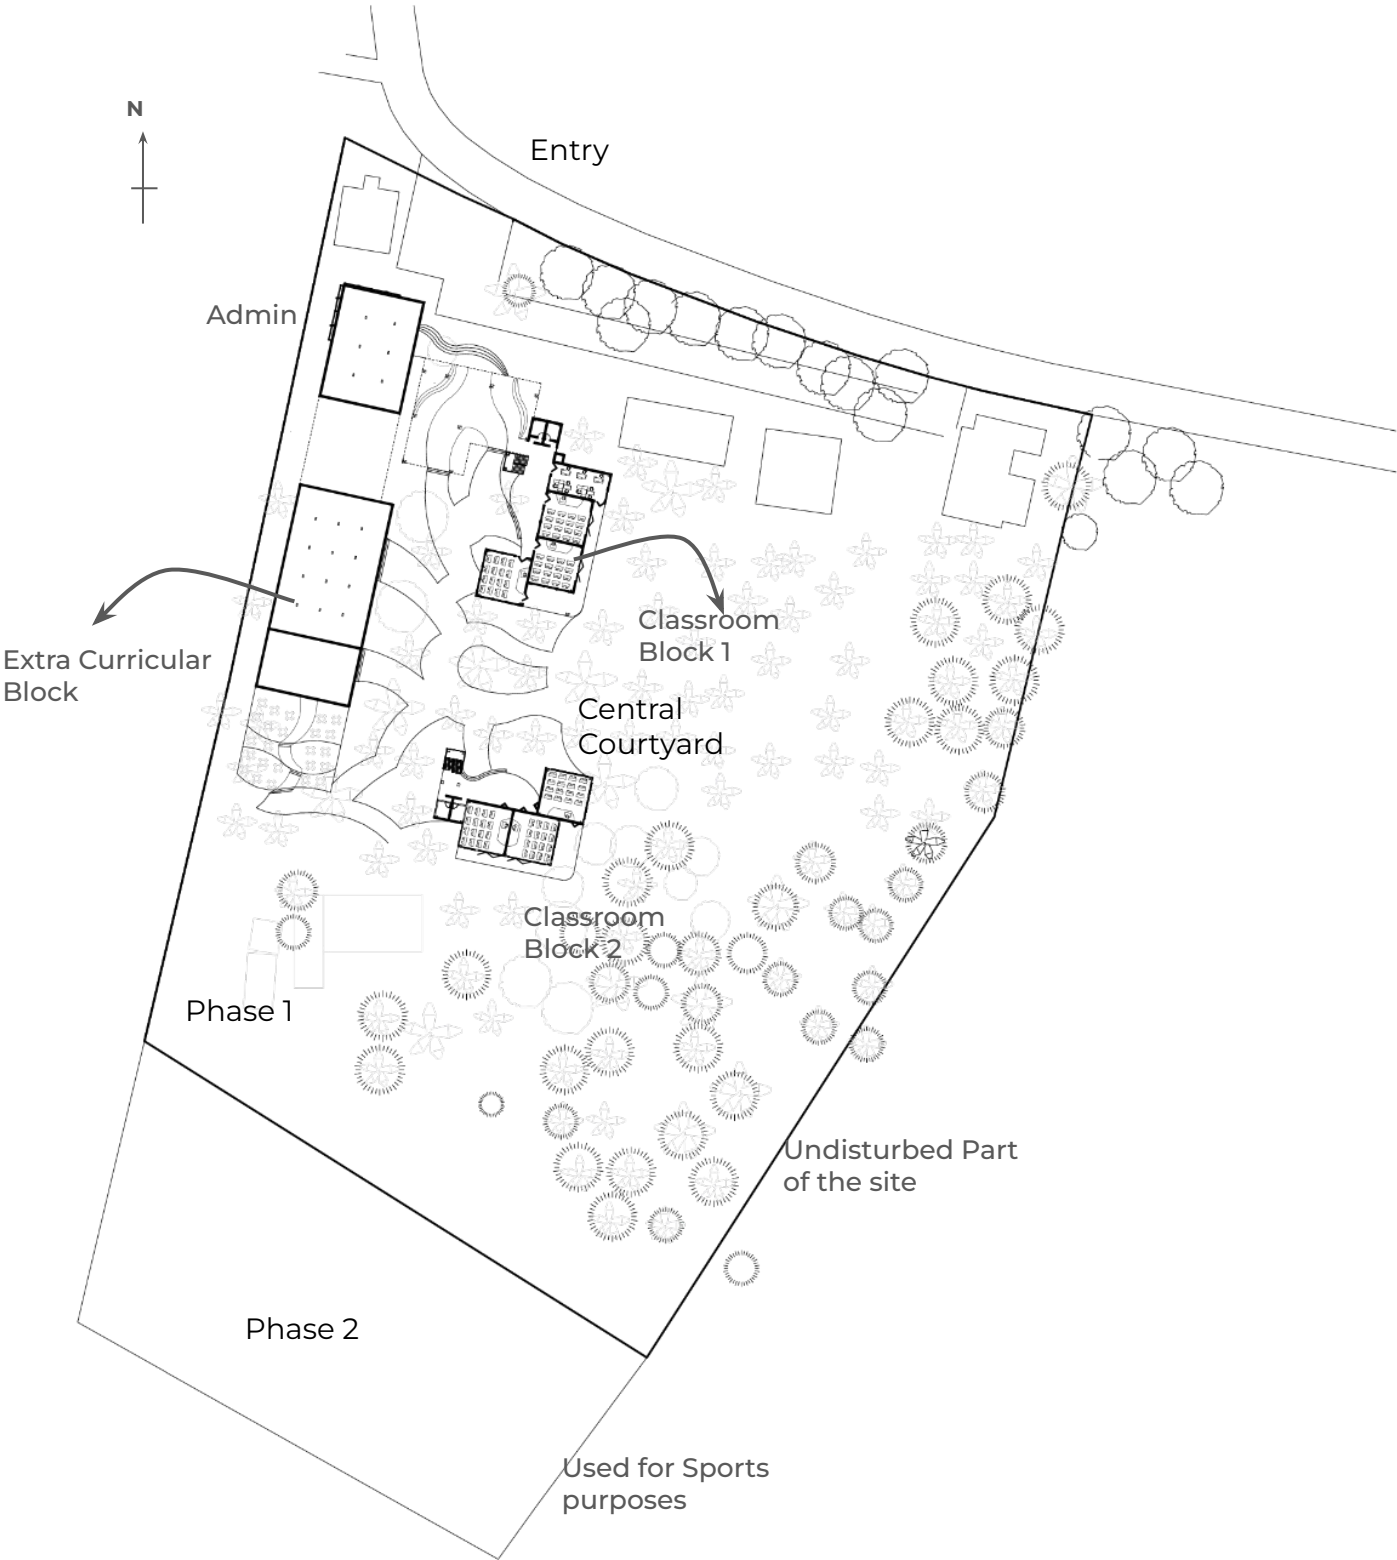 N
Entry
Admin
Classroom
Block 1
Extra Curricular
Block
Central
Courtyard
Classroom
Block 2
Phase 1
Undisturbed Part
of the site
Phase 2
Used for Sports
purposes